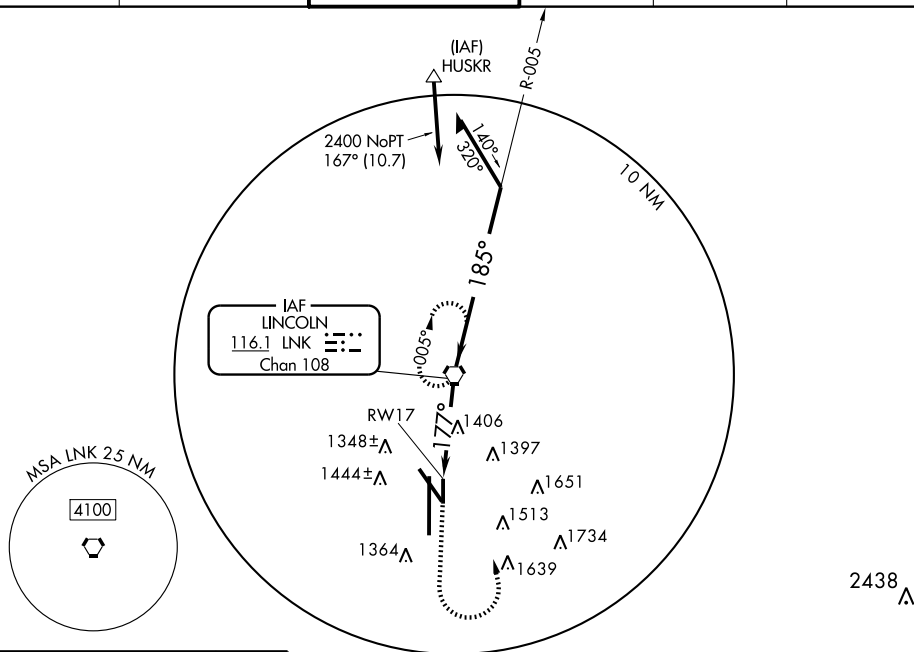 (IAF)
HUSKR
R-005
2400 NoPT
167° (10.7)
140°
320°
10 NM
185°
IAF
LINCOLN
116.1 LNK
Chan 108
005°
177°
RW17
1406
1348±
1397
1444±
1651
1513
1734
1364
1639
MSA LNK 25 NM
4100
2438